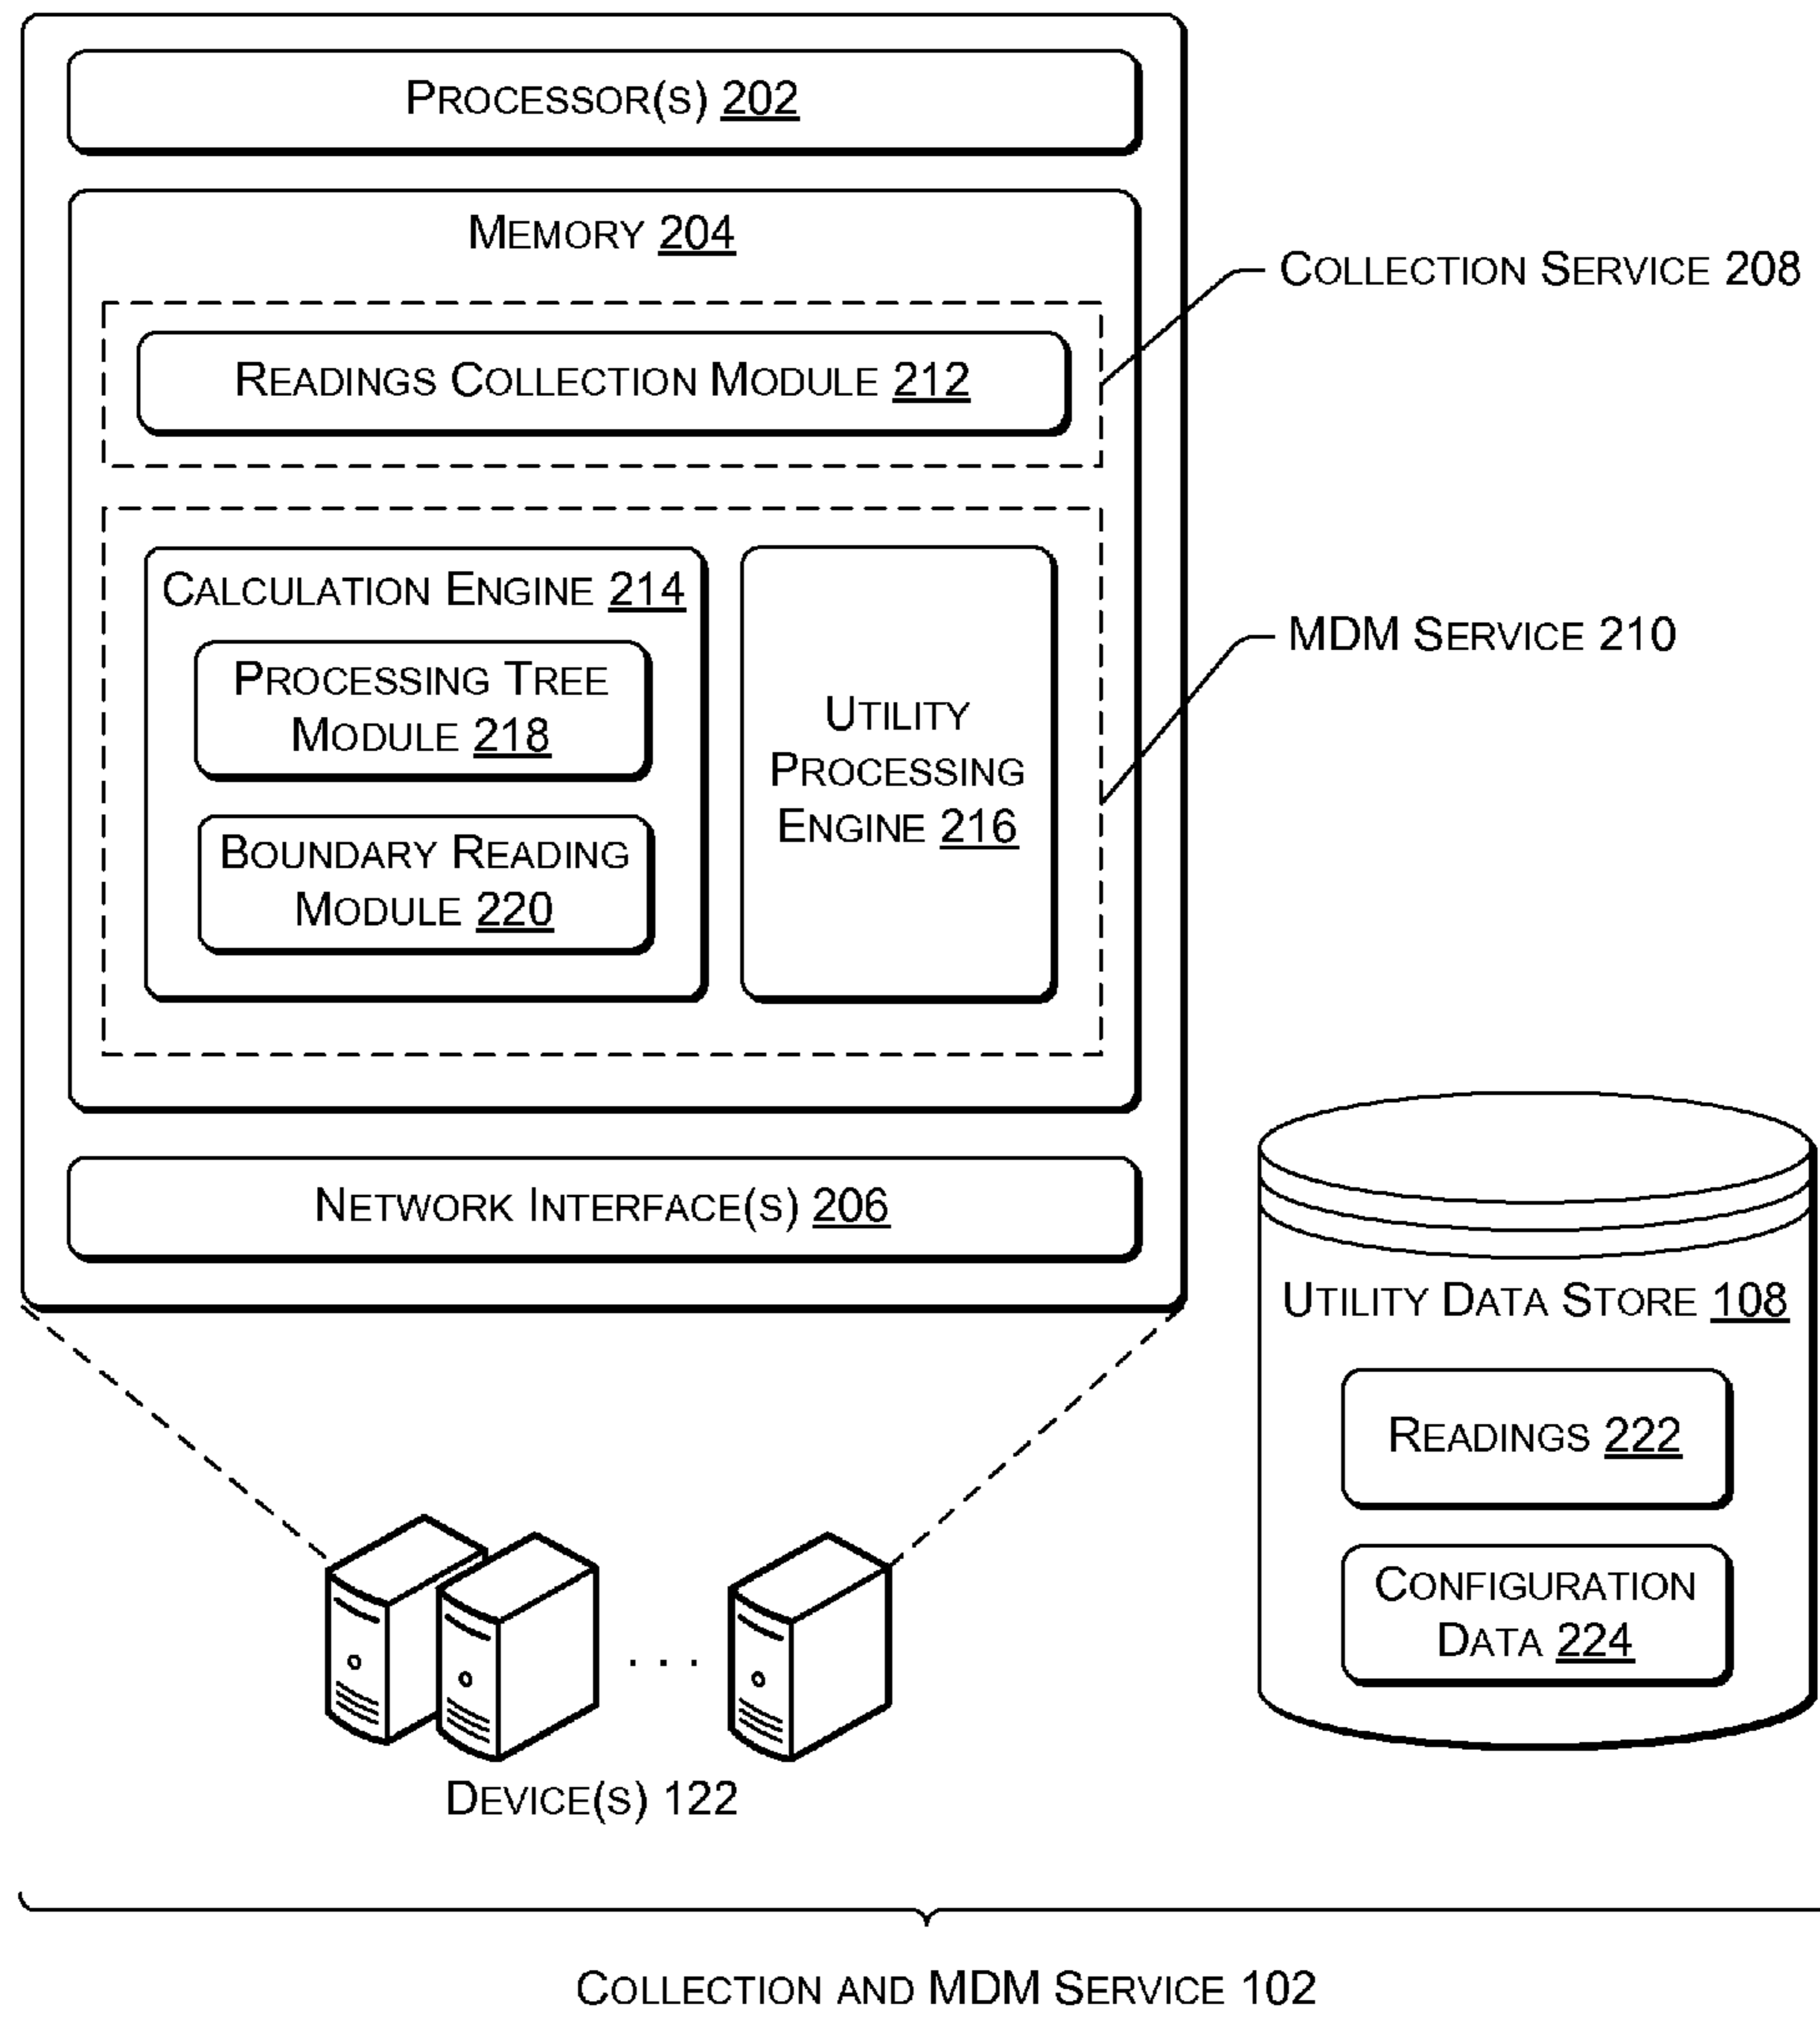 PROCESSOR(S) 202
MEMORY 204
COLLECTION SERVICE 208
READINGS COLLECTION MODULE 212
CALCULATION ENGINE 214
PROCESSING TREE
MODULE 218
BOUNDARY READING
MODULE 220
UTILITY
PROCESSING
ENGINE 216
MDM SERVICE 210
NETWORK INTERFACE(S) 206
UTILITY DATA STORE 108
READINGS 222
CONFIGURATION
DATA 224
. . .
DEVICE(S) 122
COLLECTION AND MDM SERVICE 102